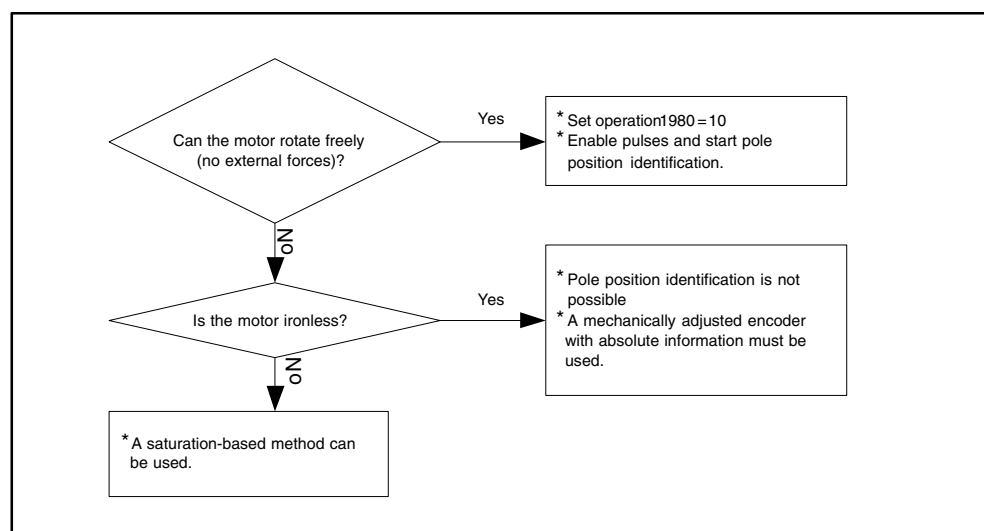 Can the motor rotate freely
(no external forces)?
Yes
* Set operation1980=10
* Enable pulses and start pole
position identification.
No
Is the motor ironless?
Yes
* Pole position identification is not
possible
* A mechanically adjusted encoder
with absolute information must be
used.
No
* A saturation-based method can
be used.